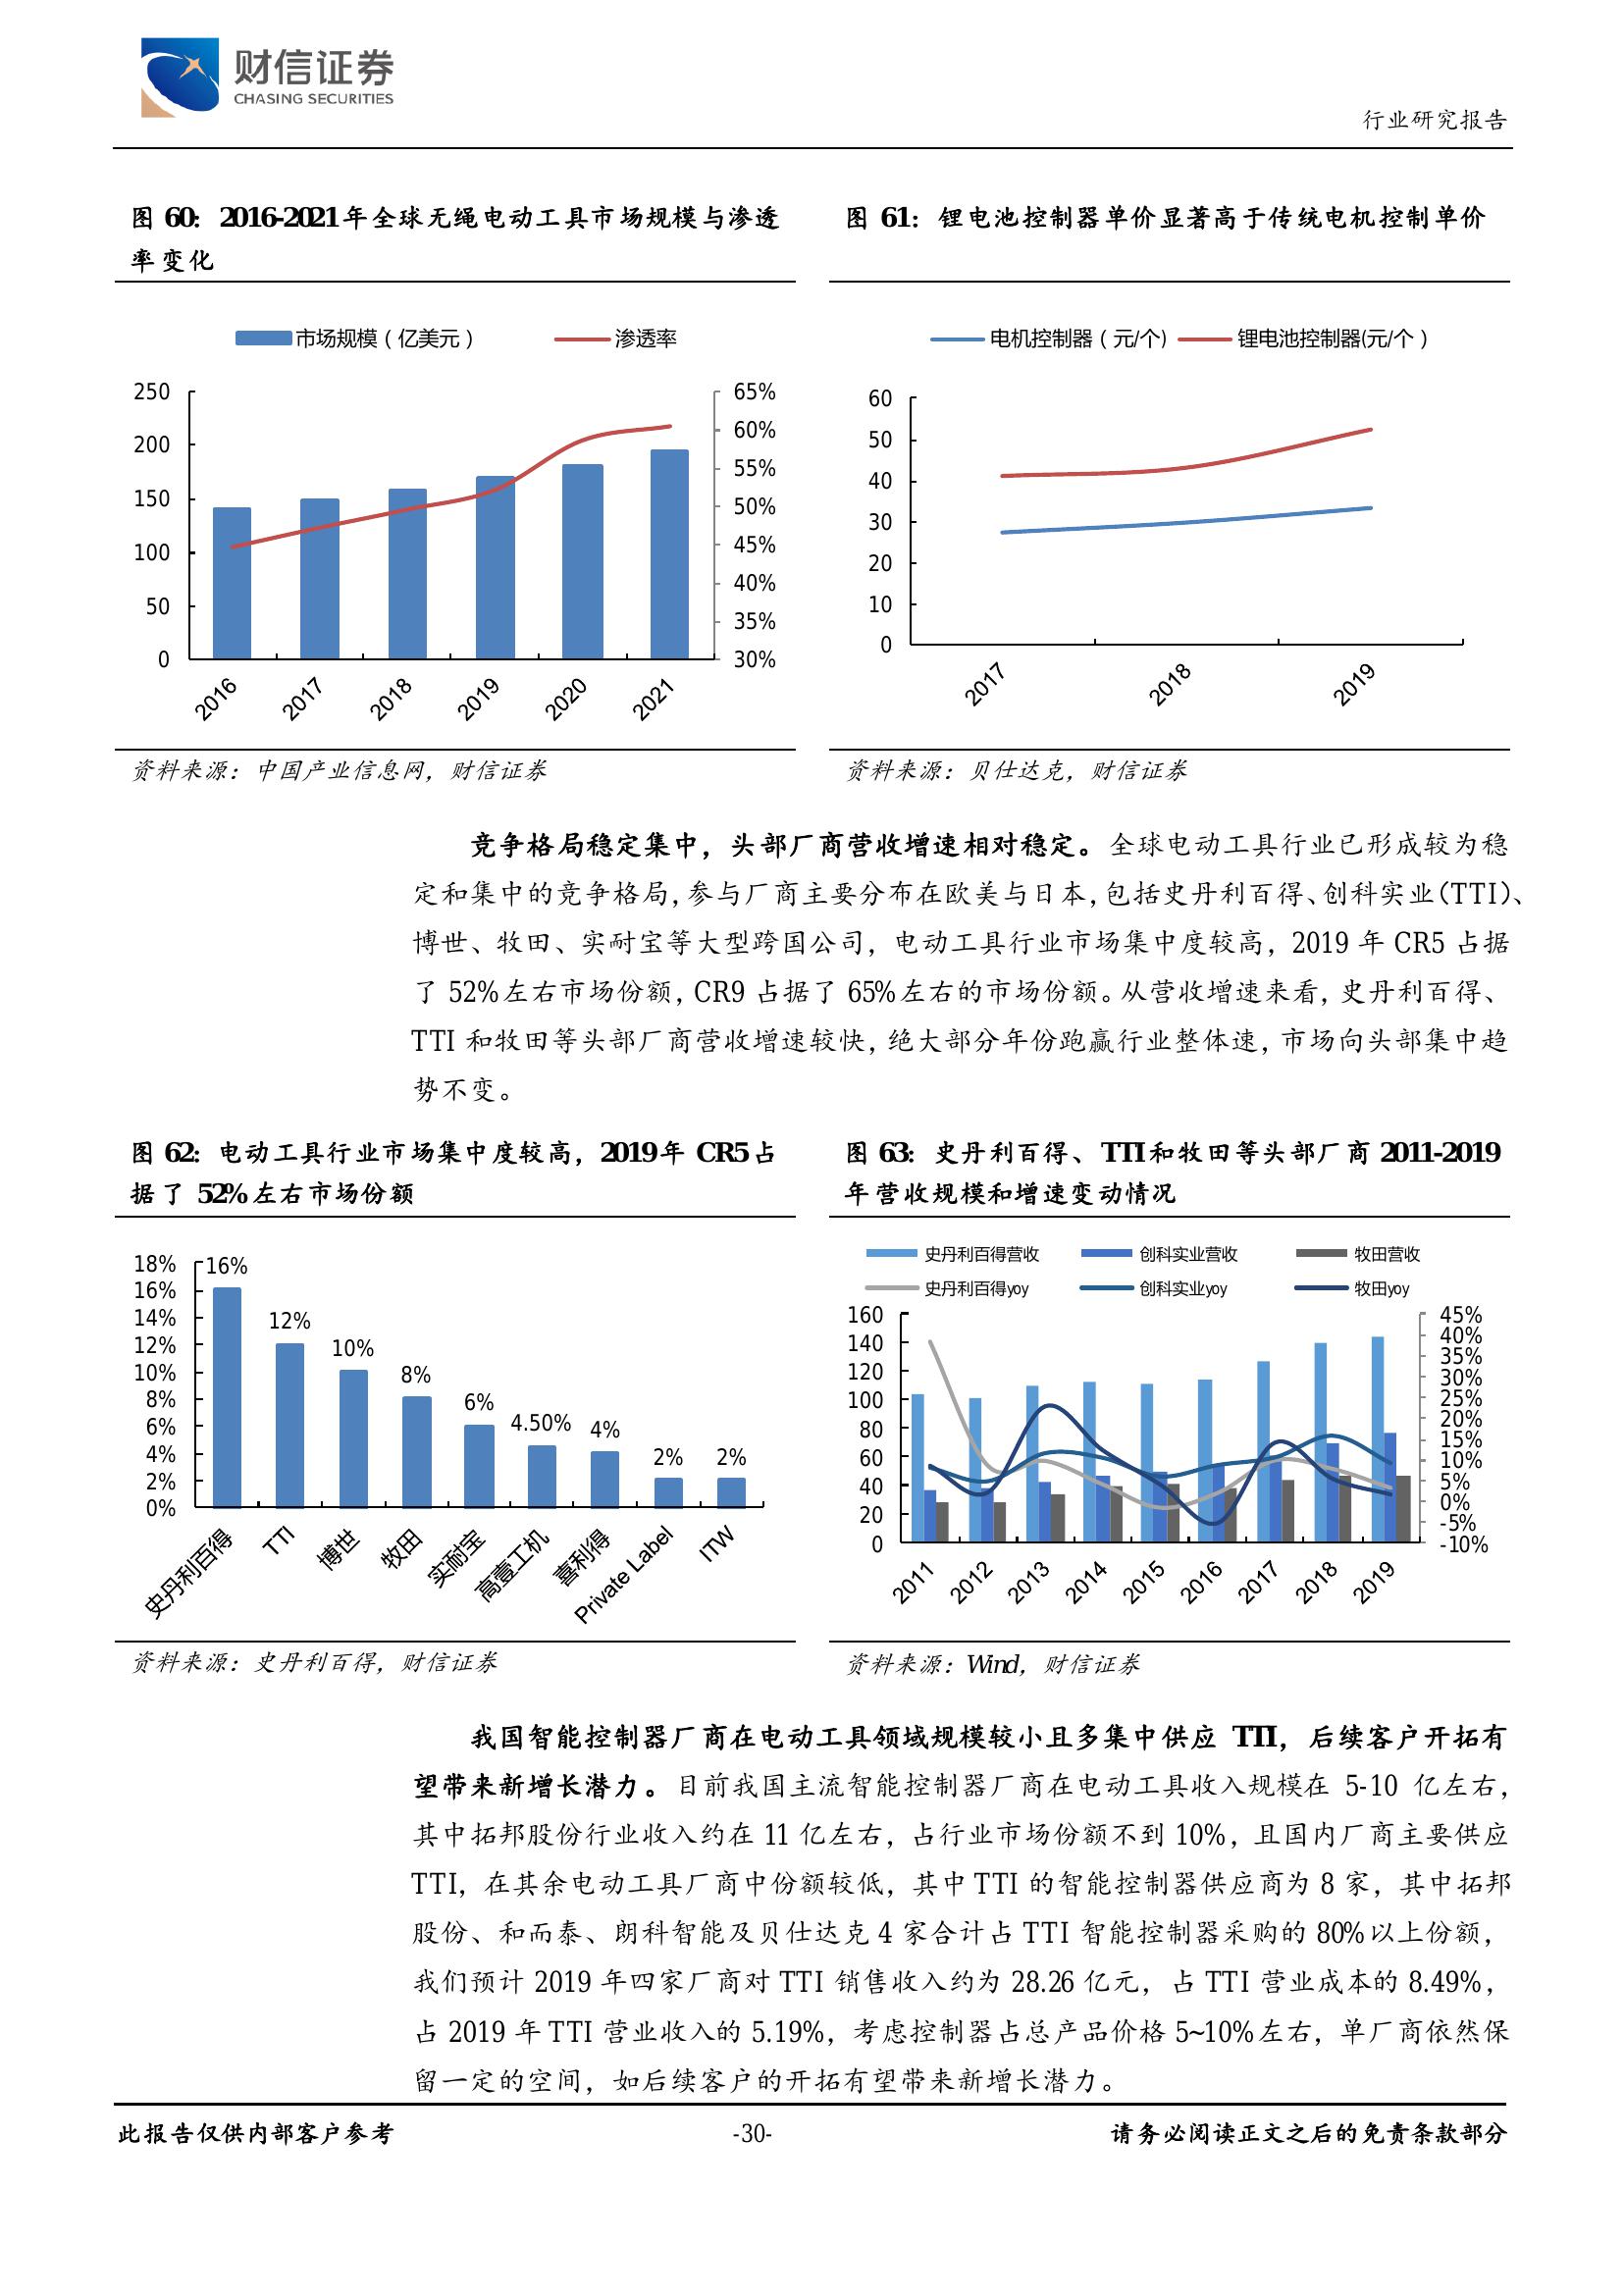 财信证券
CHASING SECURITIES
行业研究报告
图 60：2016-2021年全球无绳电动工具市场规模与渗透
率变化
市场规模（亿美元）
渗透率
250
200
150
100
50
0
65%
60%
55%
50%
45%
40%
35%
30%
2016
2017
2018
2019
2020
2021
资料来源：中国产业信息网，财信证券
图 61：锂电池控制器单价显著高于传统电机控制单价
电机控制器（元/个)
锂电池控制器(元/个）
60
50
40
30
20
10
0
2017
2018
2019
资料来源：贝仕达克，财信证券
竞争格局稳定集中，头部厂商营收增速相对稳定。全球电动工具行业已形成较为稳
定和集中的竞争格局，参与厂商主要分布在欧美与日本，包括史丹利百得、创科实业（TTI）、
博世、牧田、实耐宝等大型跨国公司，电动工具行业市场集中度较高，2019 年 CR5 占据
了 52%左右市场份额，CR9 占据了 65%左右的市场份额。从营收增速来看，史丹利百得、
TTI 和牧田等头部厂商营收增速较快，绝大部分年份跑赢行业整体速，市场向头部集中趋
势不变。
图 62：电动工具行业市场集中度较高，2019年 CR5占
据了 52%左右市场份额
18%
16%
14%
12%
10%
8%
6%
4%
2%
0%
16%
12%
10%
8%
6%
4.50%
4%
2%
2%
史丹利百得
TTI
博世
牧田
实耐宝
高壹工机
喜利得
Private Label
ITW
资料来源：史丹利百得，财信证券
图 63：史丹利百得、TTI和牧田等头部厂商 2011-2019
年营收规模和增速变动情况
史丹利百得营收
创科实业营收
牧田营收
史丹利百得yoy
创科实业yoy
牧田yoy
160
140
120
100
80
60
40
20
0
45%
40%
35%
30%
25%
20%
15%
10%
5%
0%
-5%
-10%
2011
2012
2013
2014
2015
2016
2017
2018
2019
资料来源：Wind，财信证券
我国智能控制器厂商在电动工具领域规模较小且多集中供应 TTI，后续客户开拓有
望带来新增长潜力。目前我国主流智能控制器厂商在电动工具收入规模在 5-10 亿左右，
其中拓邦股份行业收入约在 11 亿左右，占行业市场份额不到 10%，且国内厂商主要供应
TTI，在其余电动工具厂商中份额较低，其中 TTI 的智能控制器供应商为 8 家，其中拓邦
股份、和而泰、朗科智能及贝仕达克 4 家合计占 TTI 智能控制器采购的 80%以上份额，
我们预计 2019 年四家厂商对 TTI 销售收入约为 28.26 亿元，占 TTI 营业成本的 8.49%，
占 2019 年 TTI 营业收入的 5.19%，考虑控制器占总产品价格 5~10%左右，单厂商依然保
留一定的空间，如后续客户的开拓有望带来新增长潜力。
此报告仅供内部客户参考
-30-
请务必阅读正文之后的免责条款部分